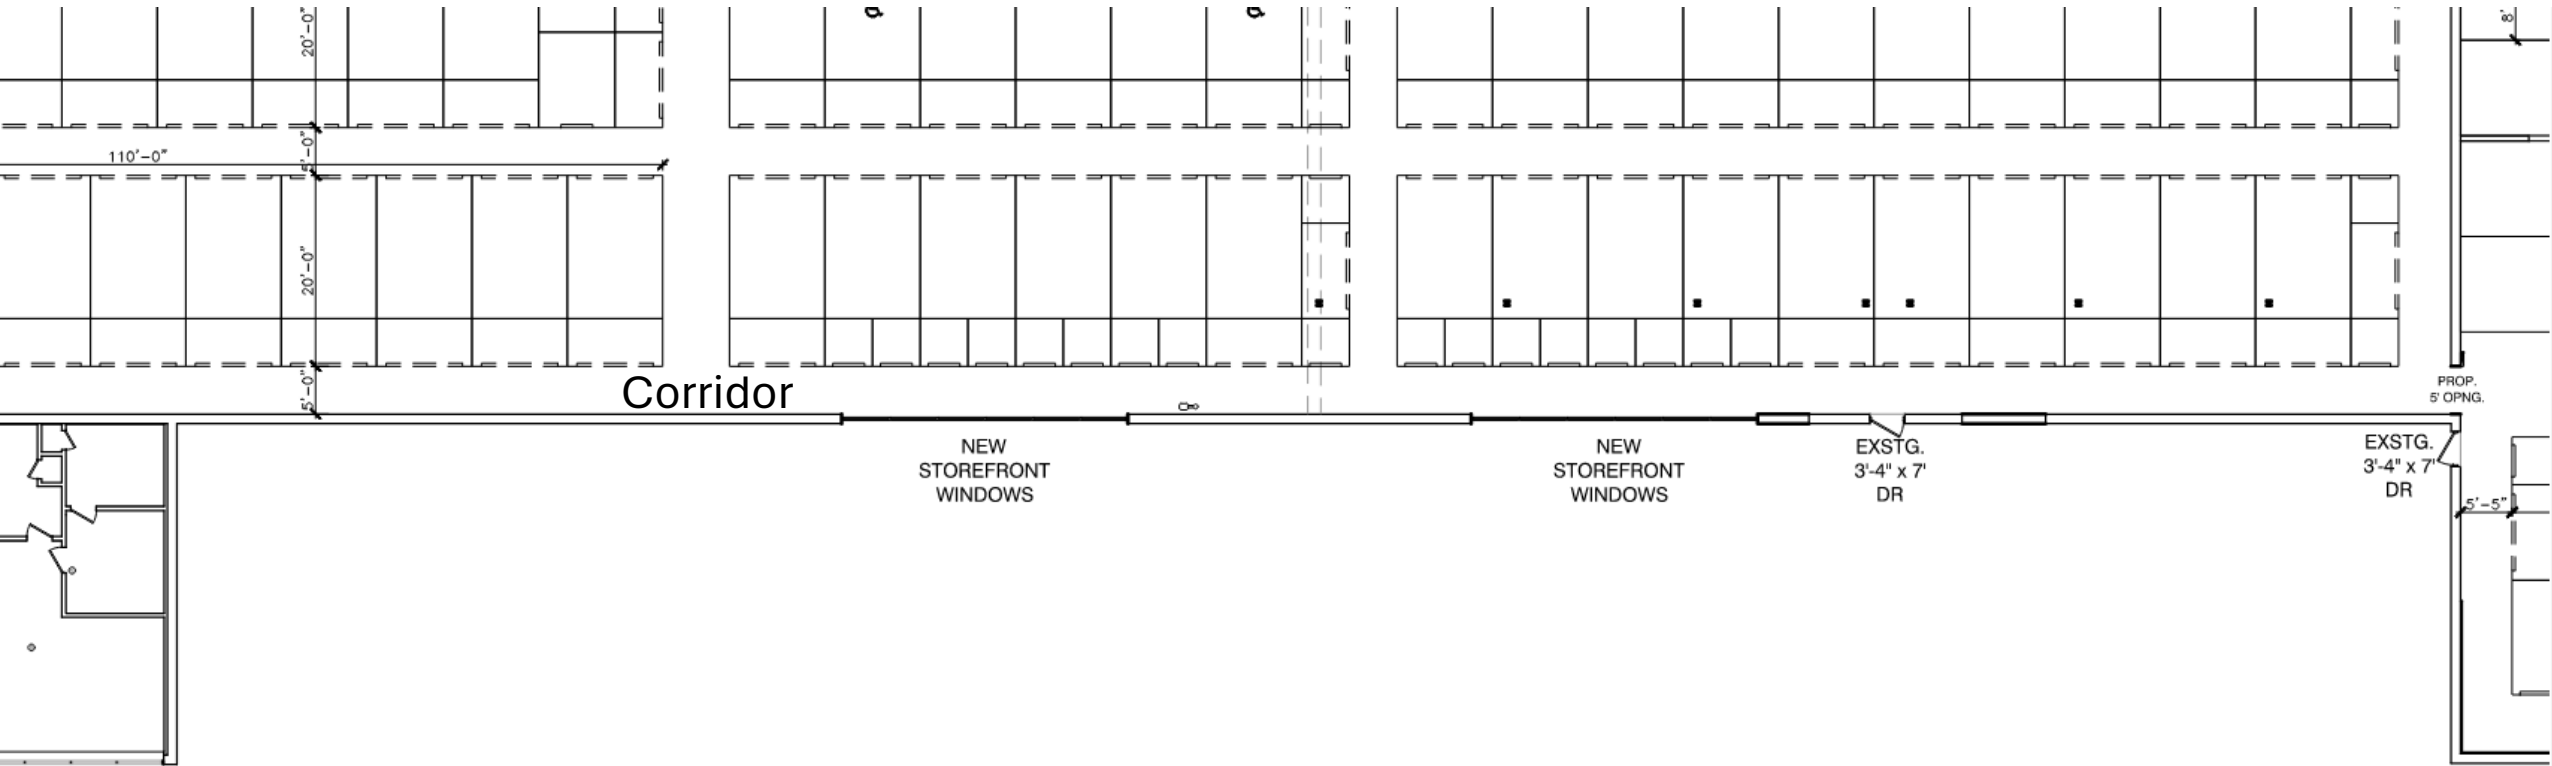 20'-0"
8'
5'-0"
110'-0"
20'-0"
5'-0"
Corridor
PROP.
5' OPNG.
NEW
STOREFRONT
WINDOWS
NEW
STOREFRONT
WINDOWS
EXSTG.
3'-4" x 7'
DR
EXSTG.
3'-4" x 7'
DR
5'-5"